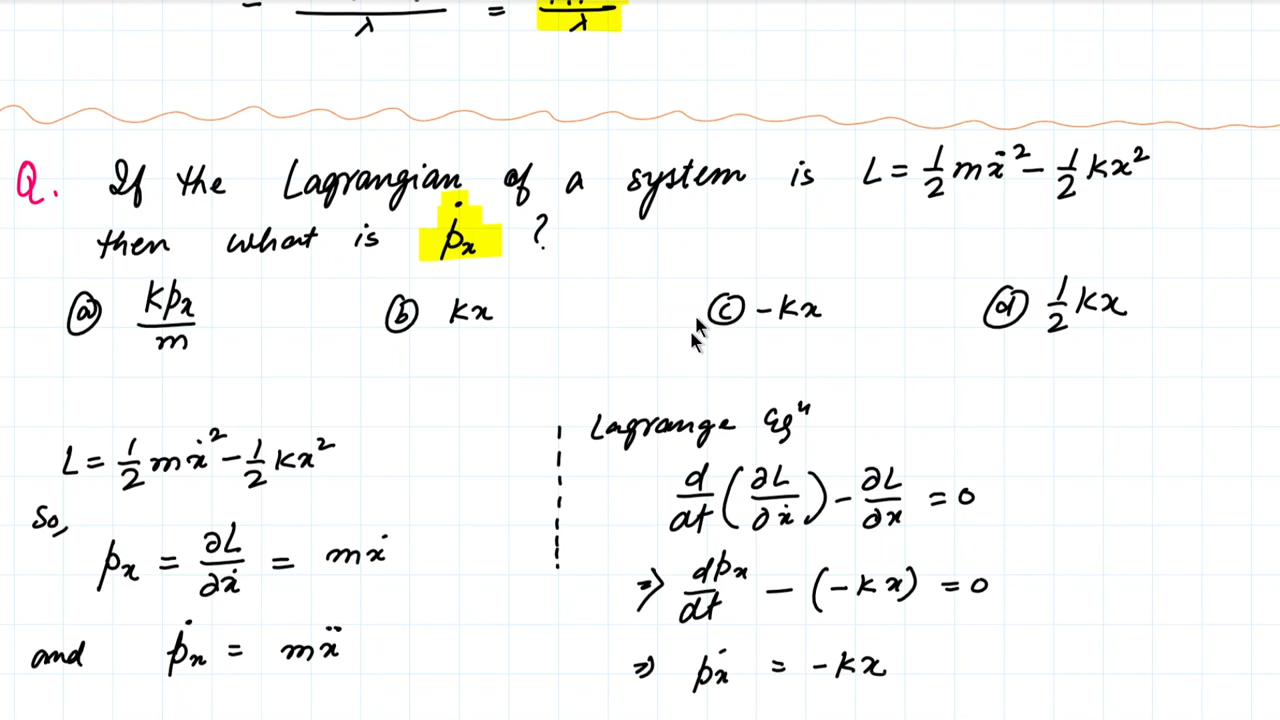 λ = λ
Q. If the Lagrangian of a system is L = 1/2 mẋ² - 1/2 kx²
then what is ṗₓ ?
(a) kpₓ/m (b) kx (c) -kx (d) 1/2 kx
L = 1/2 mẋ² - 1/2 kx²
So,
pₓ = ∂L/∂ẋ = mẋ
and ṗₓ = mẍ
Lagrange Eqⁿ
d/dt (∂L/∂ẋ) - ∂L/∂x = 0
⇒ dpₓ/dt - (-kx) = 0
⇒ ṗₓ = -kx